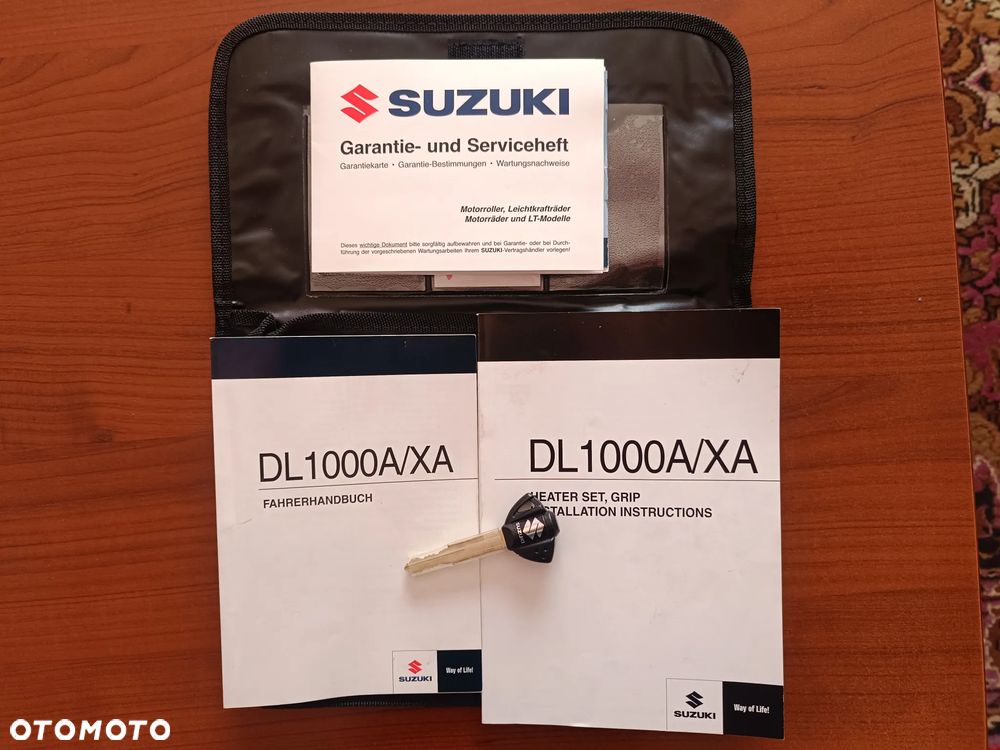 SUZUKI
Garantie- und Serviceheft
Garantiekarte • Garantie-Bestimmungen • Wartungsnachweise
Motorroller, Leichtkrafträder
Motorräder und LT-Modelle
Dieses wichtige Dokument bitte sorgfältig aufbewahren und bei Garantie- oder bei Durch-
führung der vorgeschriebenen Wartungsarbeiten Ihrem SUZUKI-Vertragshändler vorlegen!
DL1000A/XA
FAHRERHANDBUCH
SUZUKI
Way of Life!
DL1000A/XA
HEATER SET, GRIP
INSTALLATION INSTRUCTIONS
SUZUKI
SUZUKI
Way of Life!
OTOMOTO